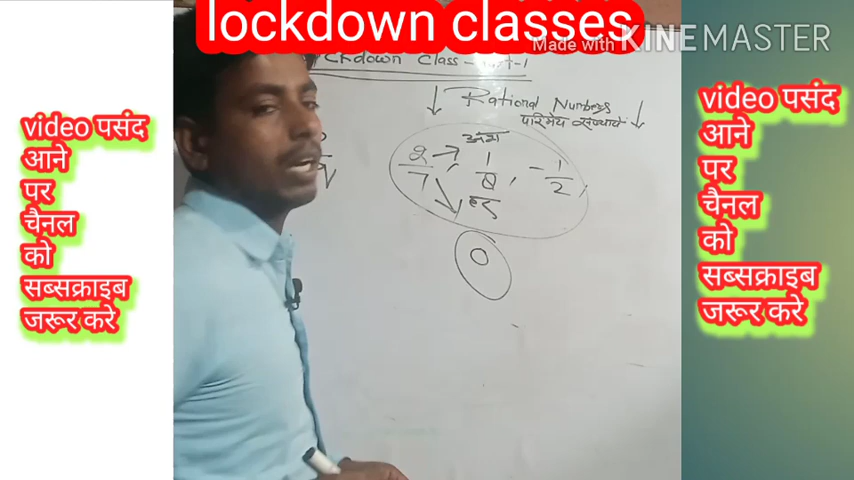 lockdown classes
Made with KINEMASTER
video पसंद
आने
पर
चैनल
को
सब्सक्राइब
जरूर करे
Class
Rational Numbers
अंश
2/7, 1/8, -1/2,
हर
0
video पसंद
आने
पर
चैनल
को
सब्सक्राइब
जरूर करे